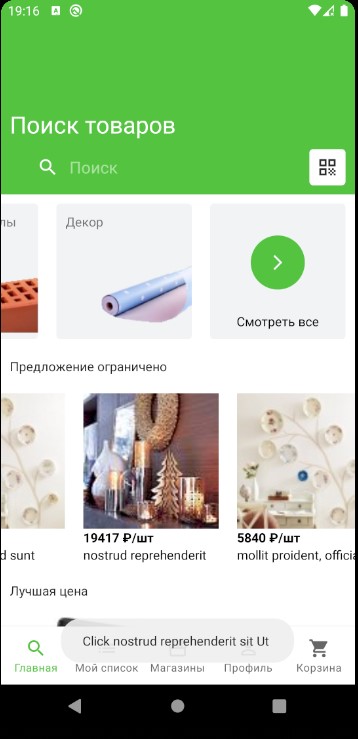 19:16
Поиск товаров
Поиск
лы
Декор
Смотреть все
Предложение ограничено
19417 ₽/шт
5840 ₽/шт
d sunt
nostrud reprehenderit
mollit proident, officia
Лучшая цена
Click nostrud reprehenderit sit Ut
Главная
Мой список
Магазины
Профиль
Корзина